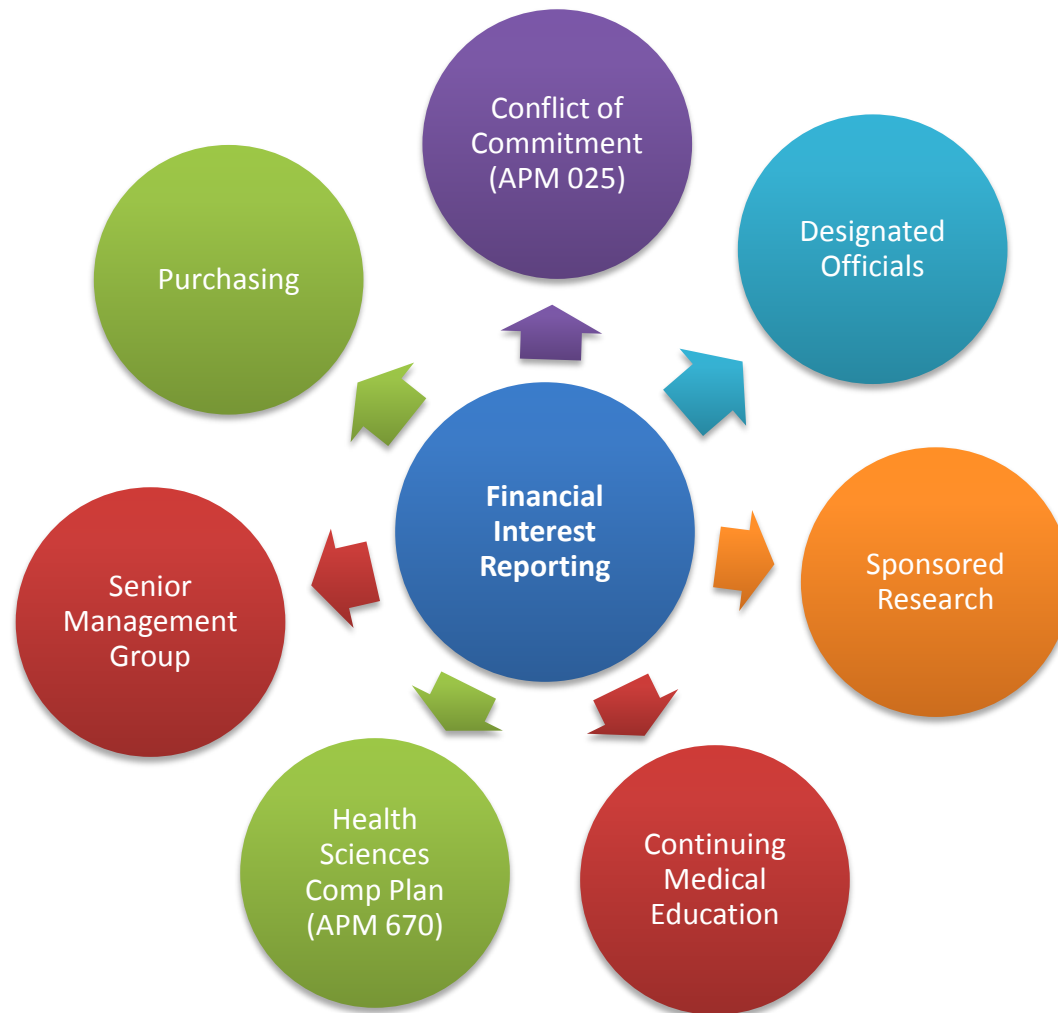 Conflict of
Commitment
(APM 025)
Designated
Officials
Purchasing
Financial
Interest
Reporting
Sponsored
Research
Senior
Management
Group
Health
Sciences
Comp Plan
(APM 670)
Continuing
Medical
Education